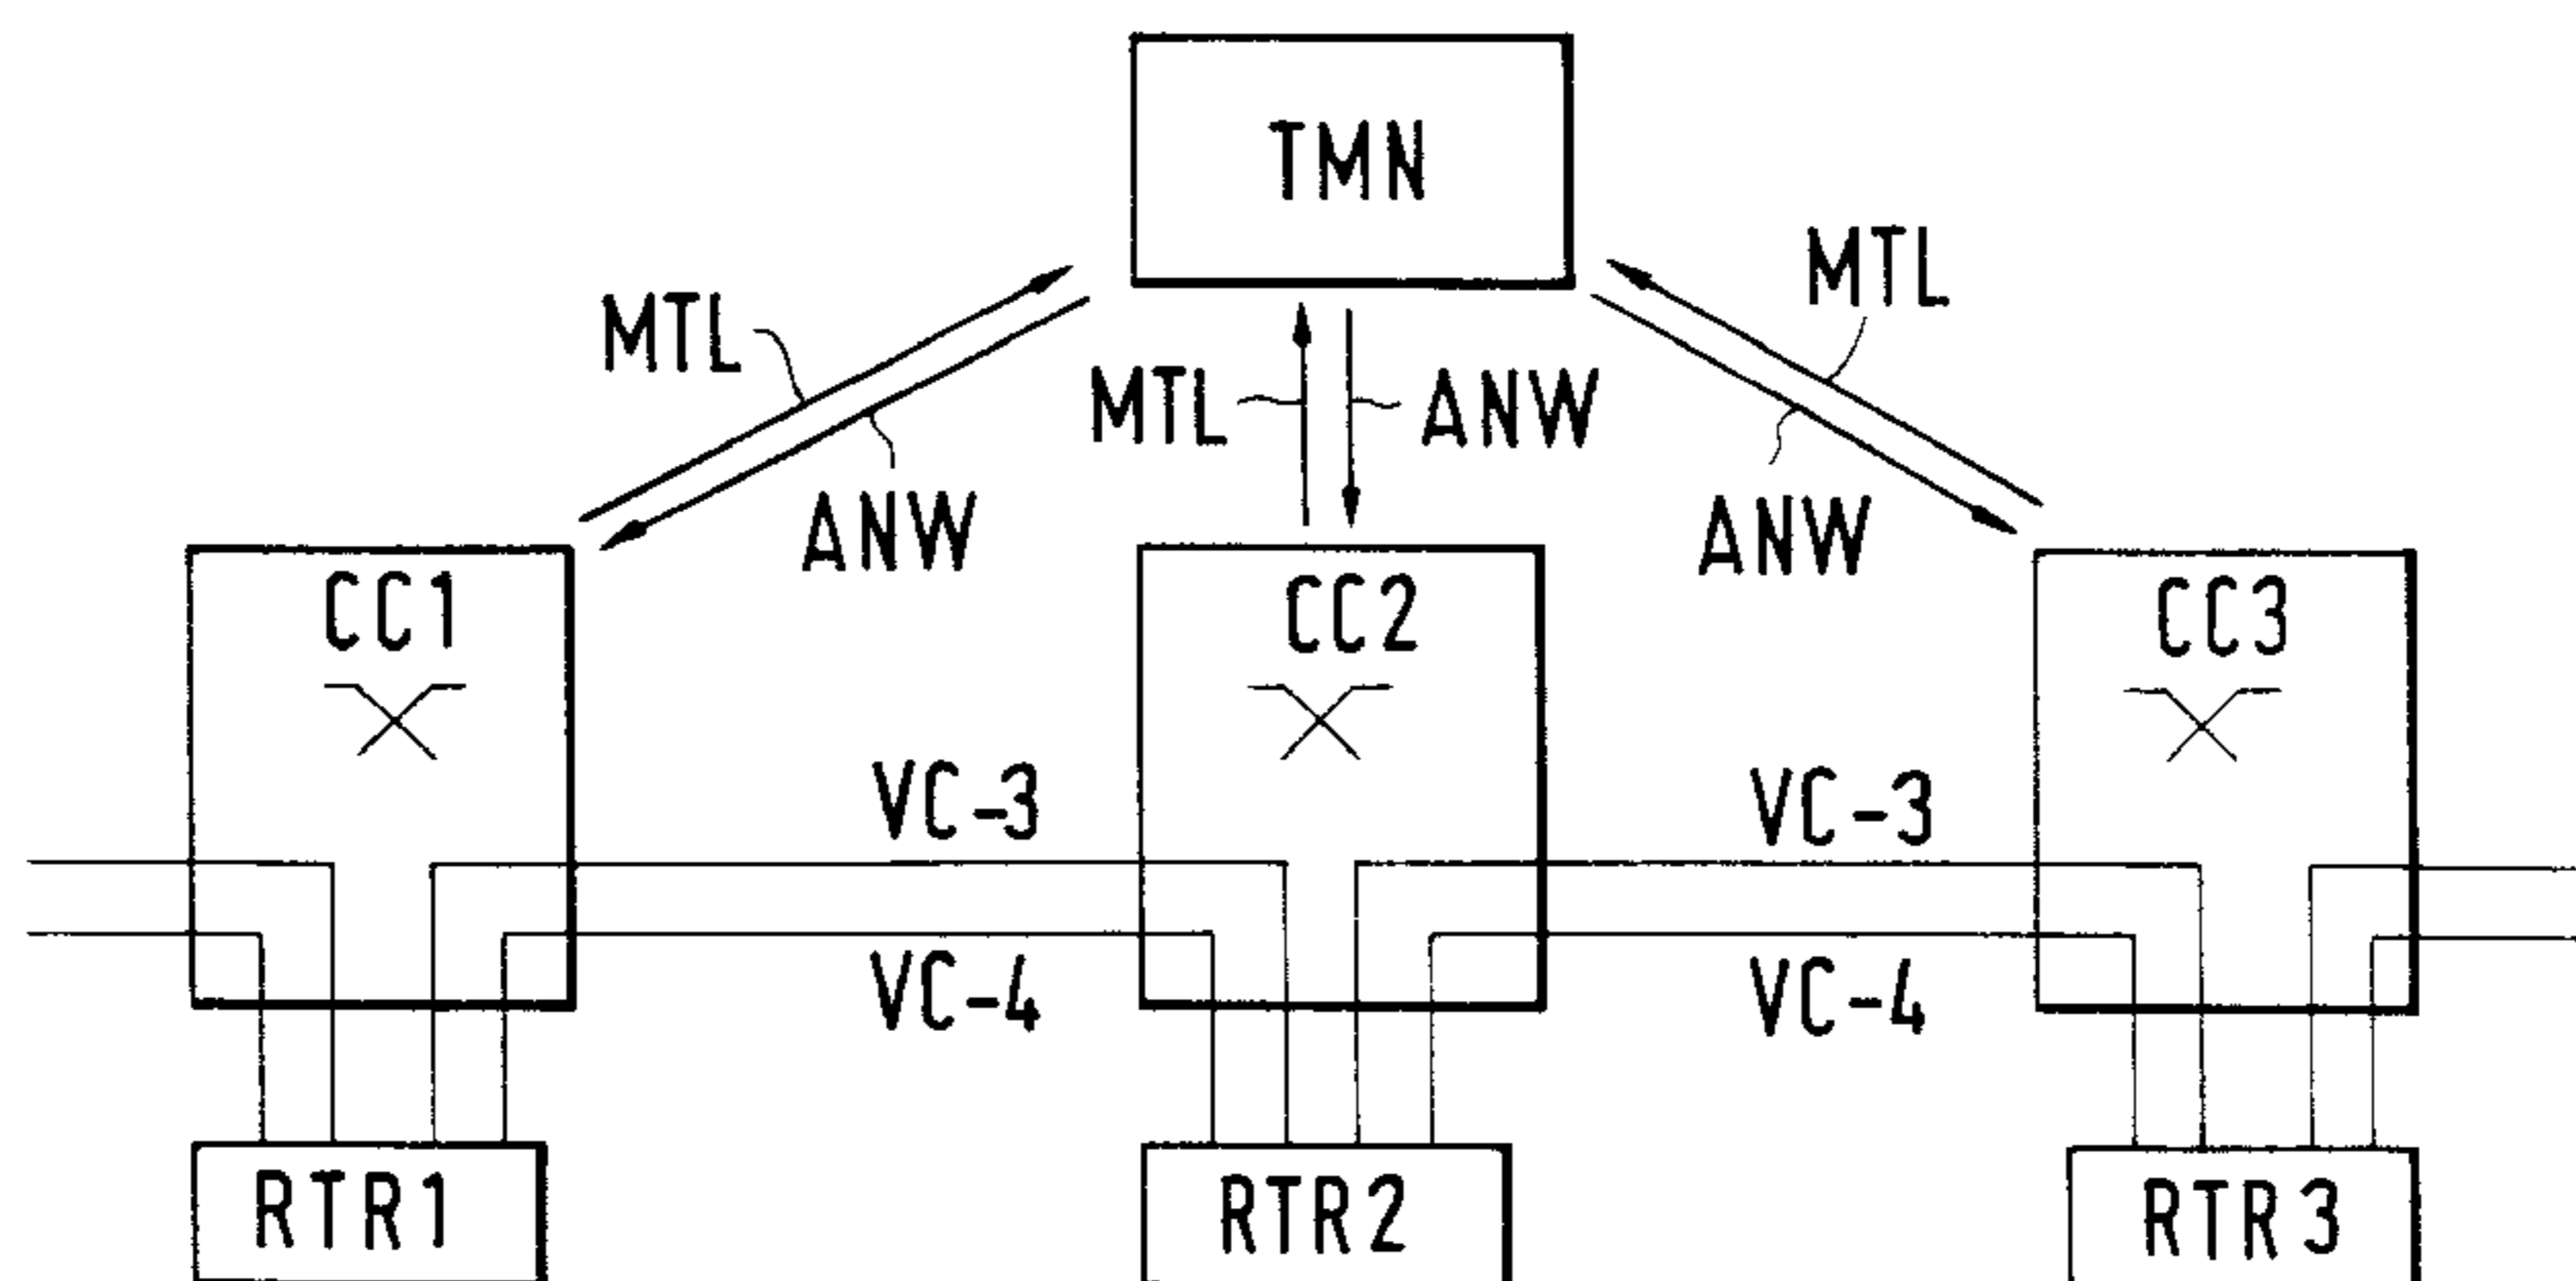 TMN
MTL
MTL
MTL
ANW
ANW
ANW
CC1
CC2
CC3
VC-3
VC-3
VC-4
VC-4
RTR1
RTR2
RTR3